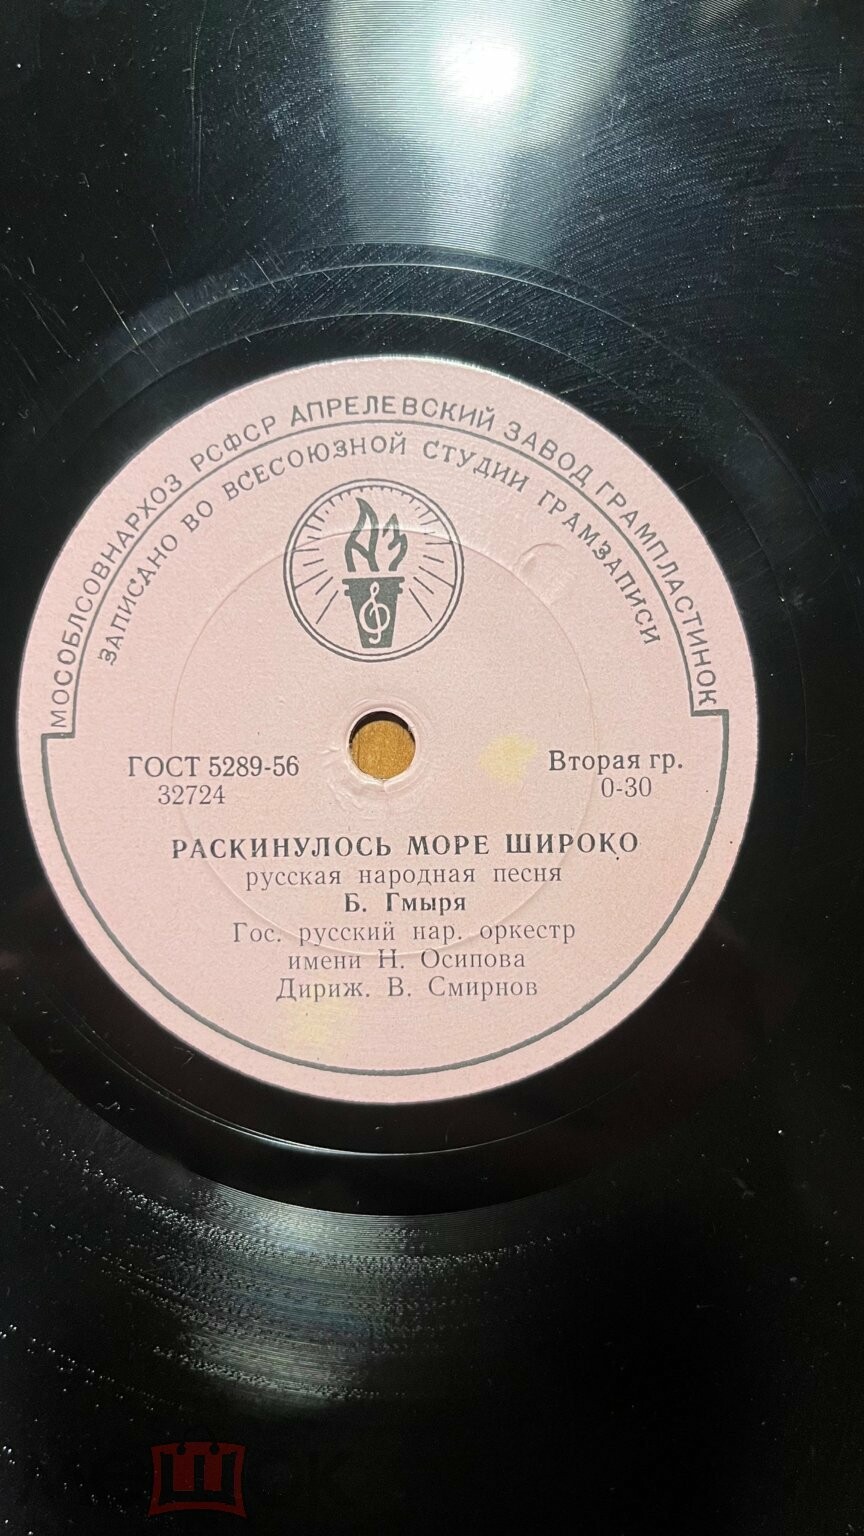 МОСОБЛСОВНАРХОЗ РСФСР АПРЕЛЕВСКИЙ ЗАВОД ГРАМПЛАСТИНОК
ЗАПИСАНО ВО ВСЕСОЮЗНОЙ СТУДИИ ГРАМЗАПИСИ
АЗ
ГОСТ 5289-56
32724
Вторая гр.
0-30
РАСКИНУЛОСЬ МОРЕ ШИРОКО
русская народная песня
Б. Гмыря
Гос. русский нар. оркестр
имени Н. Осипова
Дириж. В. Смирнов